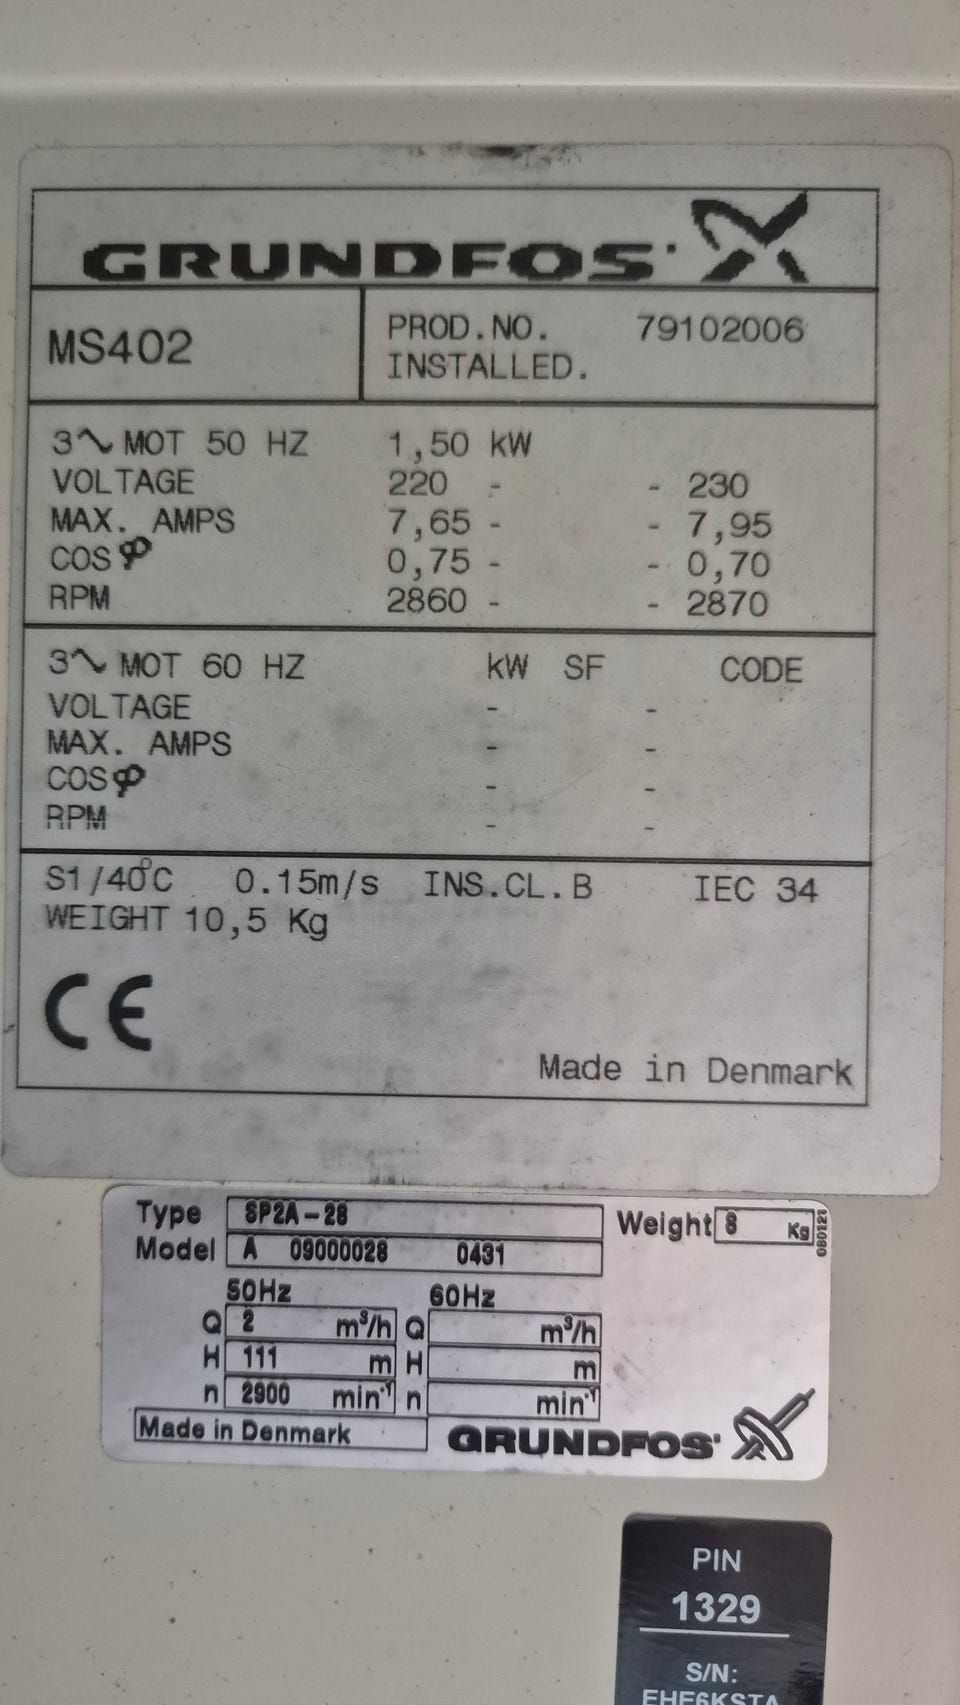 GRUNDFOS
MS402
PROD.NO. 79102006
INSTALLED.
3~ MOT 50 HZ 1,50 kW
VOLTAGE 220 - - 230
MAX. AMPS 7,65 - - 7,95
COS φ 0,75 - - 0,70
RPM 2860 - - 2870
3~ MOT 60 HZ kW SF CODE
VOLTAGE - -
MAX. AMPS - -
COS φ - -
RPM - -
S1/40°C 0.15m/s INS.CL.B IEC 34
WEIGHT 10,5 Kg
CE
Made in Denmark
Type SP2A-28 Weight 8 Kg
080121
Model A 09000028 0431
50Hz 60Hz
Q 2 m³/h Q m³/h
H 111 m H m
n 2900 min⁻¹ n min⁻¹
Made in Denmark GRUNDFOS
PIN
1329
S/N: